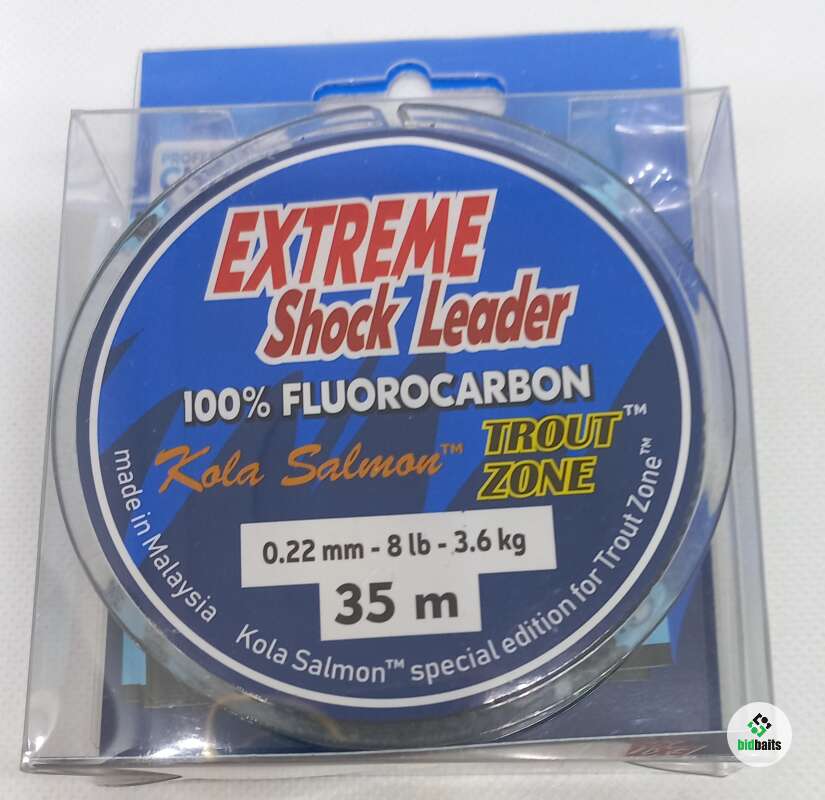 EXTREME
Shock Leader
100% FLUOROCARBON
Kola Salmon™
TROUT™
ZONE
0.22 mm - 8 lb - 3.6 kg
35 m
made in Malaysia
Kola Salmon™ special edition for Trout Zone™
bidbaits